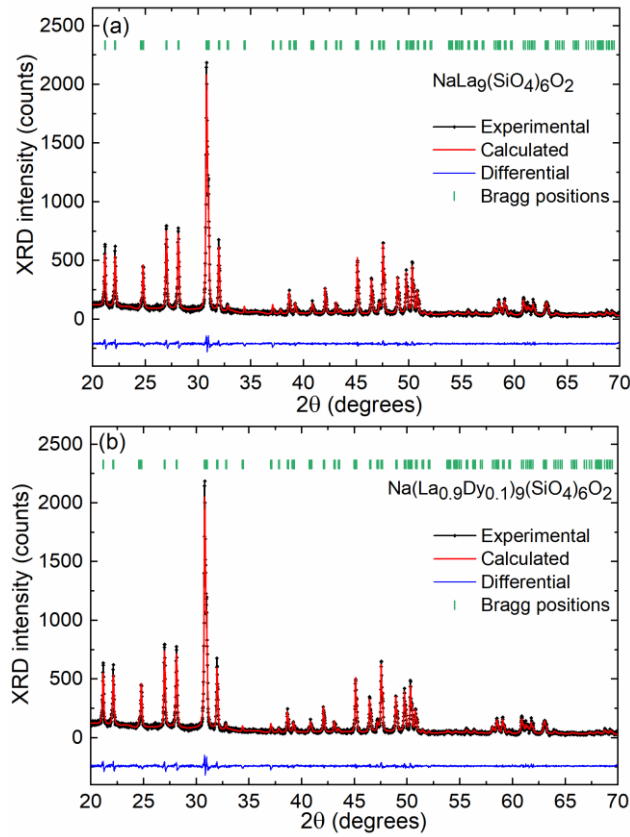 (a)
2500
2000
1500
1000
500
0
XRD intensity (counts)
NaLa₉(SiO₄)₆O₂
Experimental
Calculated
Differential
Bragg positions
20 25 30 35 40 45 50 55 60 65 70
2θ (degrees)
(b)
2500
2000
1500
1000
500
0
XRD intensity (counts)
Na(La₀.₉Dy₀.₁)₉(SiO₄)₆O₂
Experimental
Calculated
Differential
Bragg positions
20 25 30 35 40 45 50 55 60 65 70
2θ (degrees)